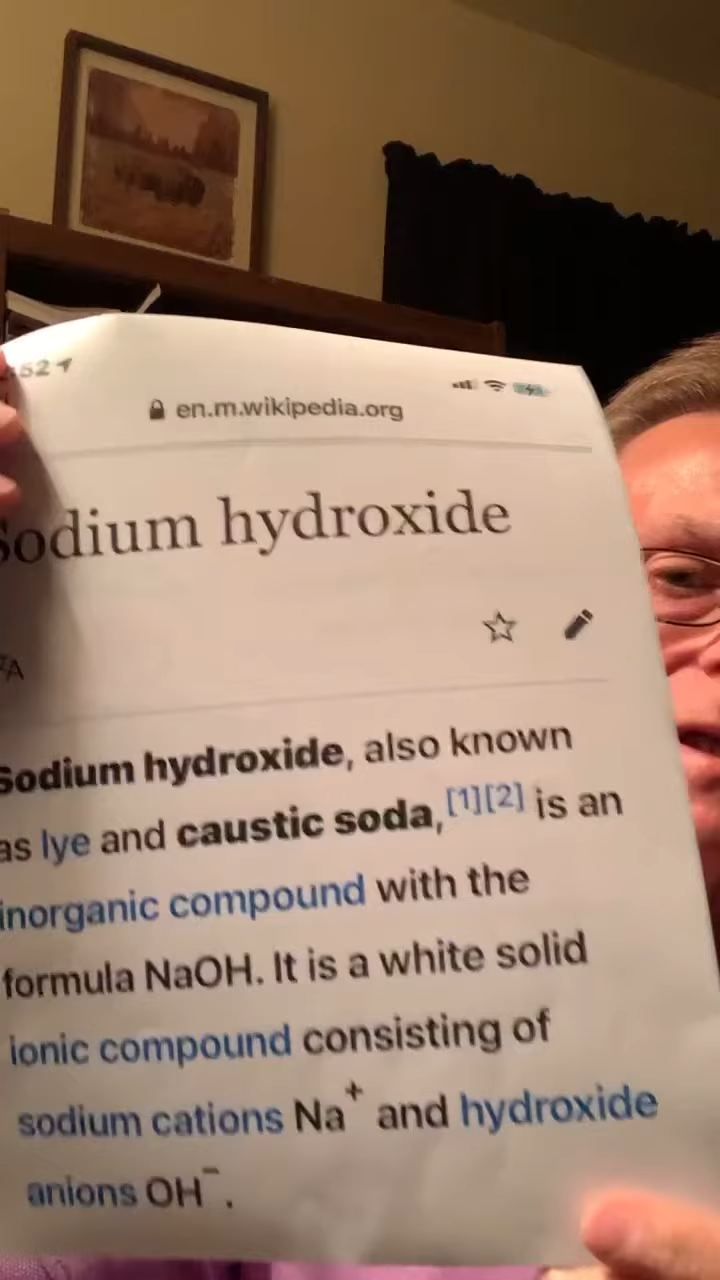 :52
en.m.wikipedia.org
Sodium hydroxide
Sodium hydroxide, also known
as lye and caustic soda,[1][2] is an
inorganic compound with the
formula NaOH. It is a white solid
ionic compound consisting of
sodium cations Na⁺ and hydroxide
anions OH⁻.